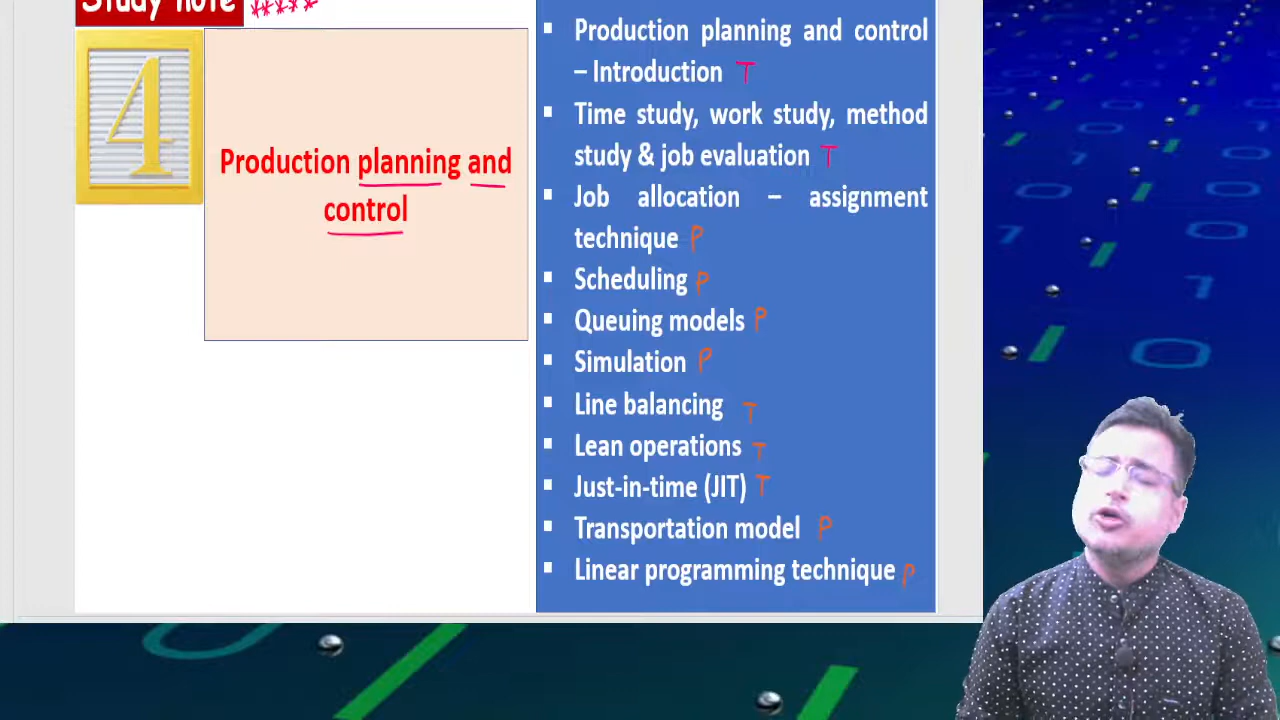 Study note *****
4
Production planning and
control
Production planning and control
– Introduction T
Time study, work study, method
study & job evaluation T
Job allocation – assignment
technique P
Scheduling P
Queuing models P
Simulation P
Line balancing T
Lean operations T
Just-in-time (JIT) T
Transportation model P
Linear programming technique P